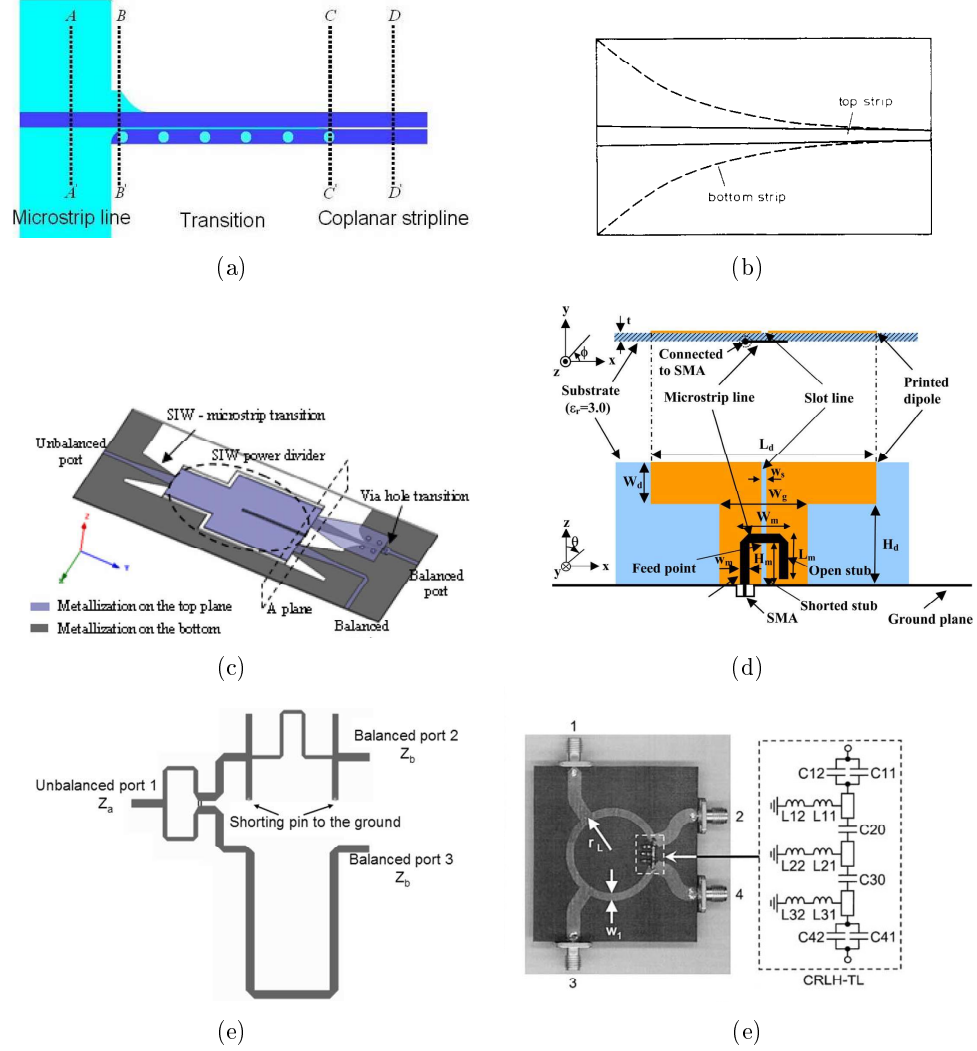 A B C D
A' B' C' D'
Microstrip line Transition Coplanar stripline
(a)
top strip
bottom strip
(b)
SIW - microstrip transition
Unbalanced
port
SIW power divider
Via hole transition
Balanced
port
A plane
Balanced
Metallization on the top plane
Metallization on the bottom
z
Y
(c)
y
t
ϕ
x
z
Connected
to SMA
Substrate
(εr=3.0)
Microstrip line
Slot line
Printed
dipole
Ld
Wd
ws
Wg
Wm
z
θ
x
y
Hd
wm
Hm
Lm
Feed point
Open stub
Shorted stub
SMA
Ground plane
(d)
Unbalanced port 1
Za
Balanced port 2
Zb
Shorting pin to the ground
Balanced port 3
Zb
(e)
1
2
rL
4
w1
3
C12 C11
L12 L11
C20
L22 L21
C30
L32 L31
C42 C41
CRLH-TL
(e)